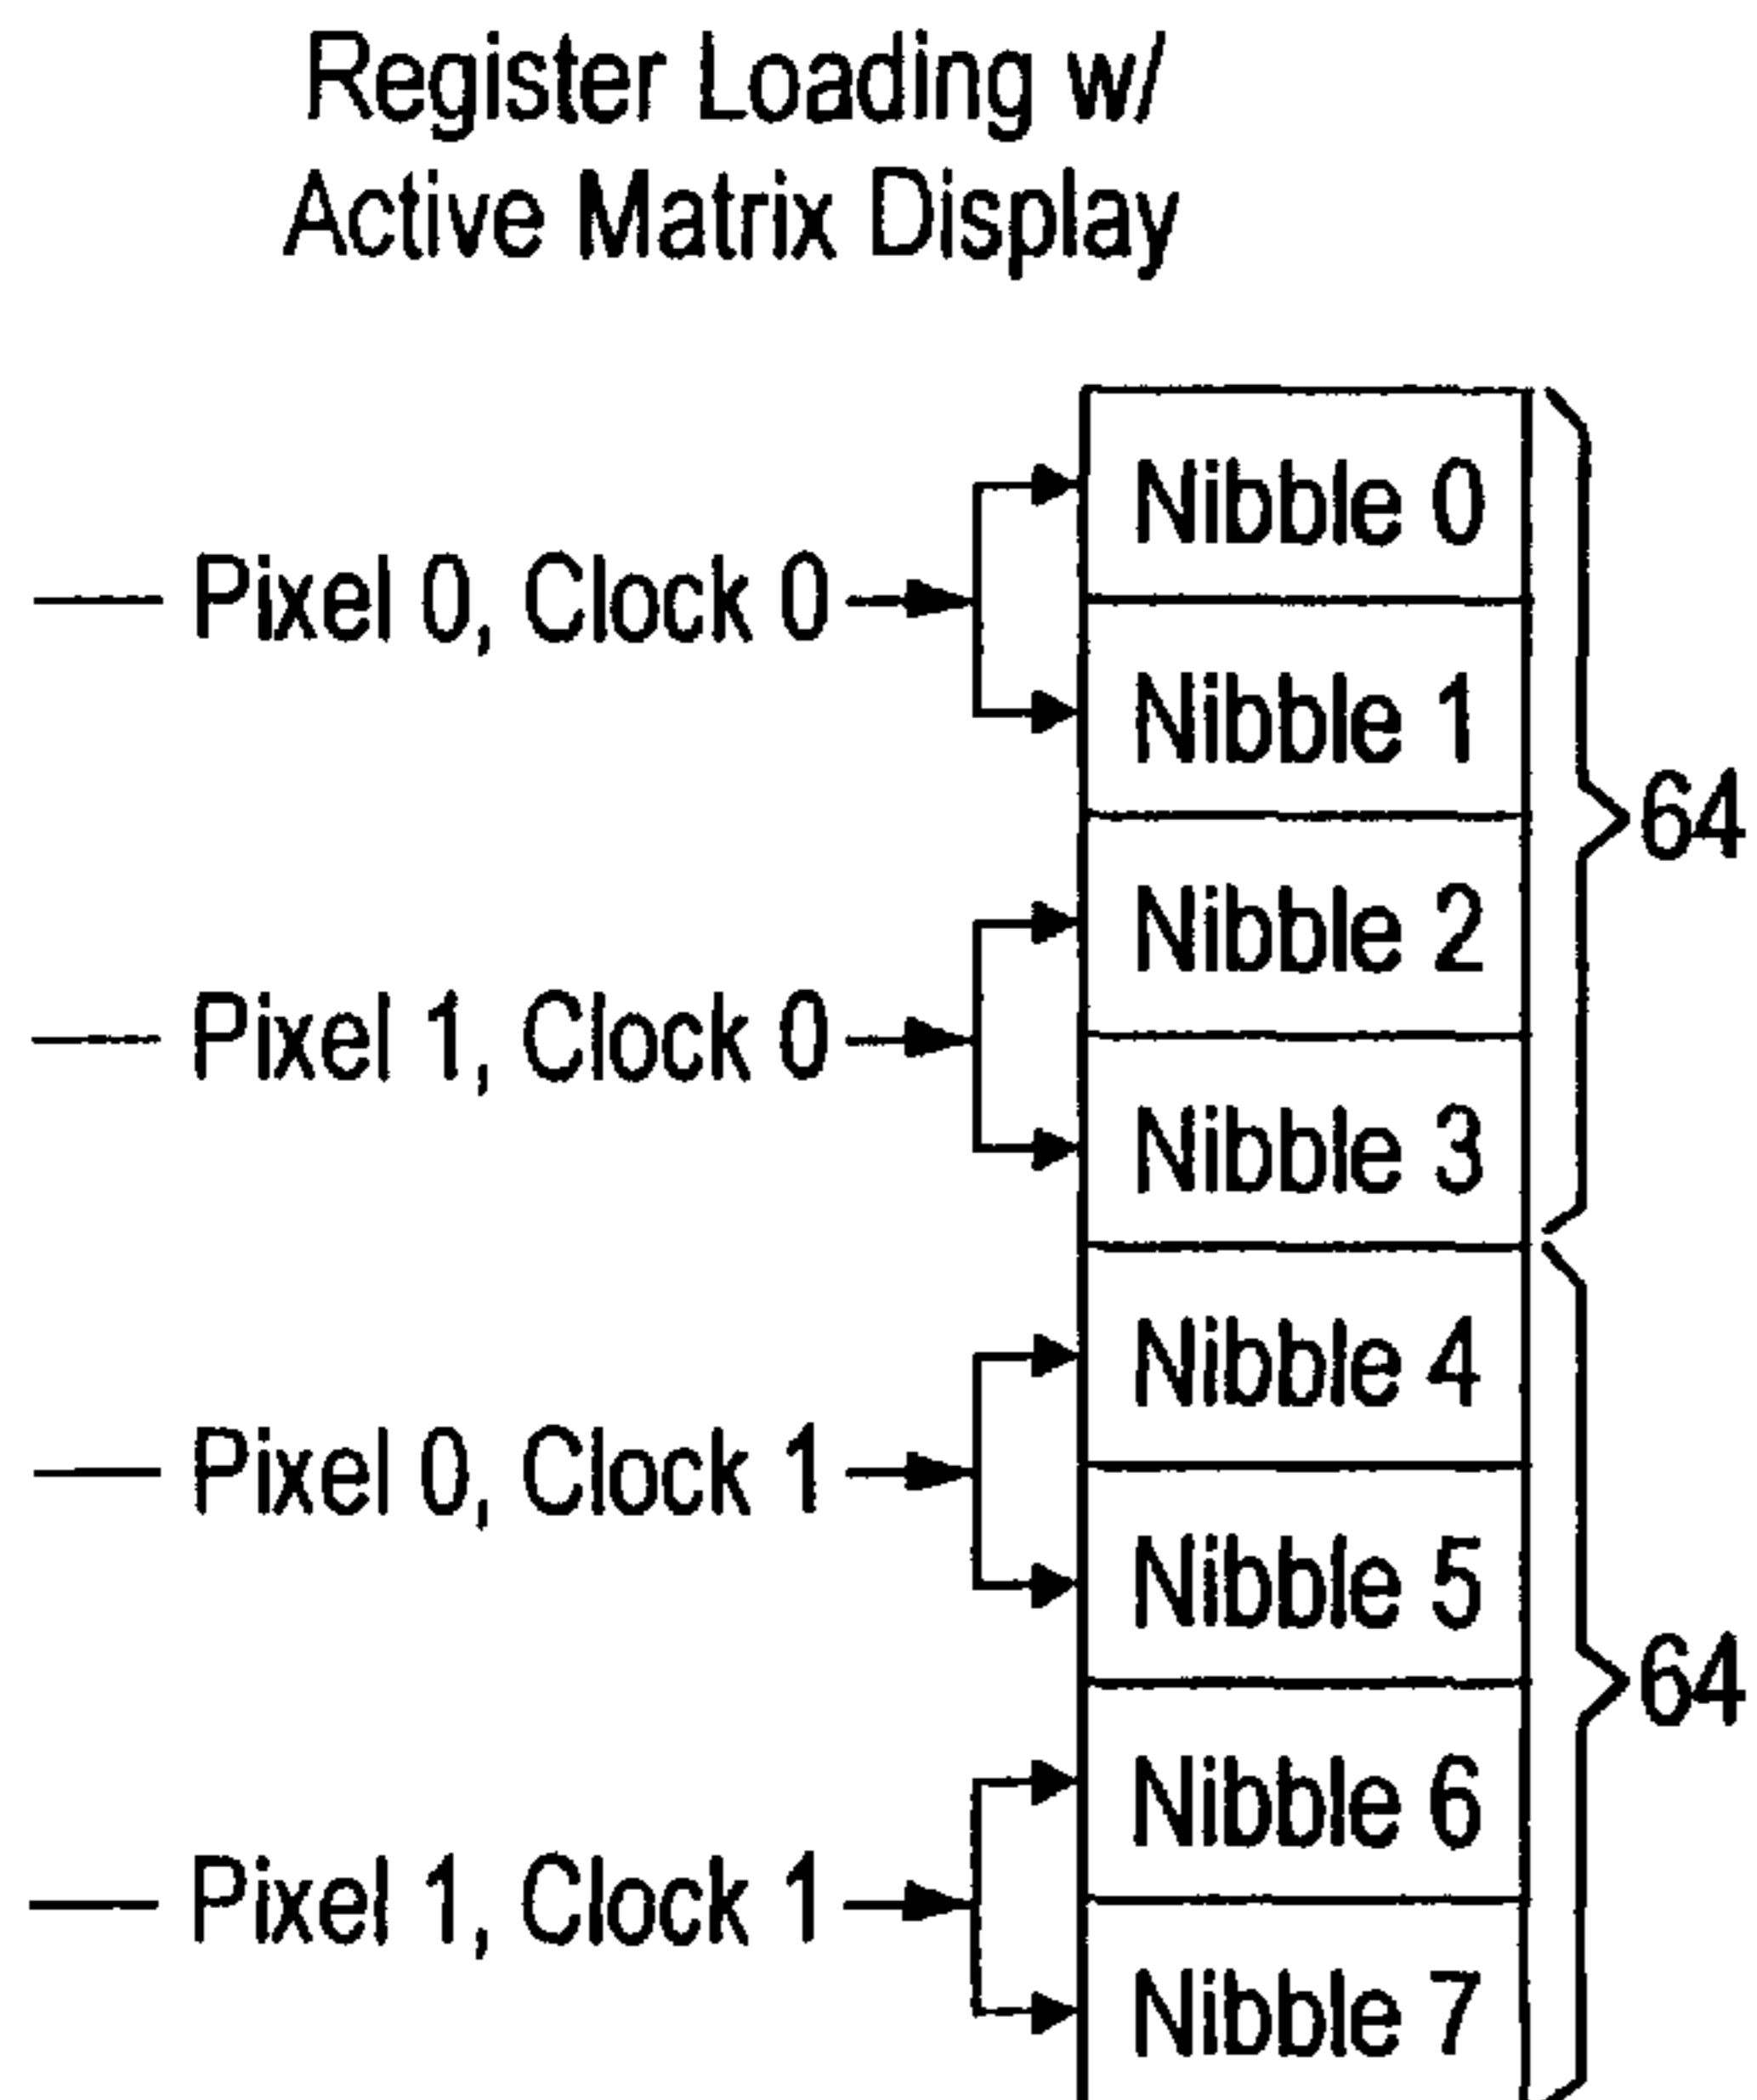 Register Loading w/
Active Matrix Display
Nibble 0
Pixel 0, Clock 0
Nibble 1
64
Nibble 2
Pixel 1, Clock 0
Nibble 3
Nibble 4
Pixel 0, Clock 1
Nibble 5
64
Nibble 6
Pixel 1, Clock 1
Nibble 7